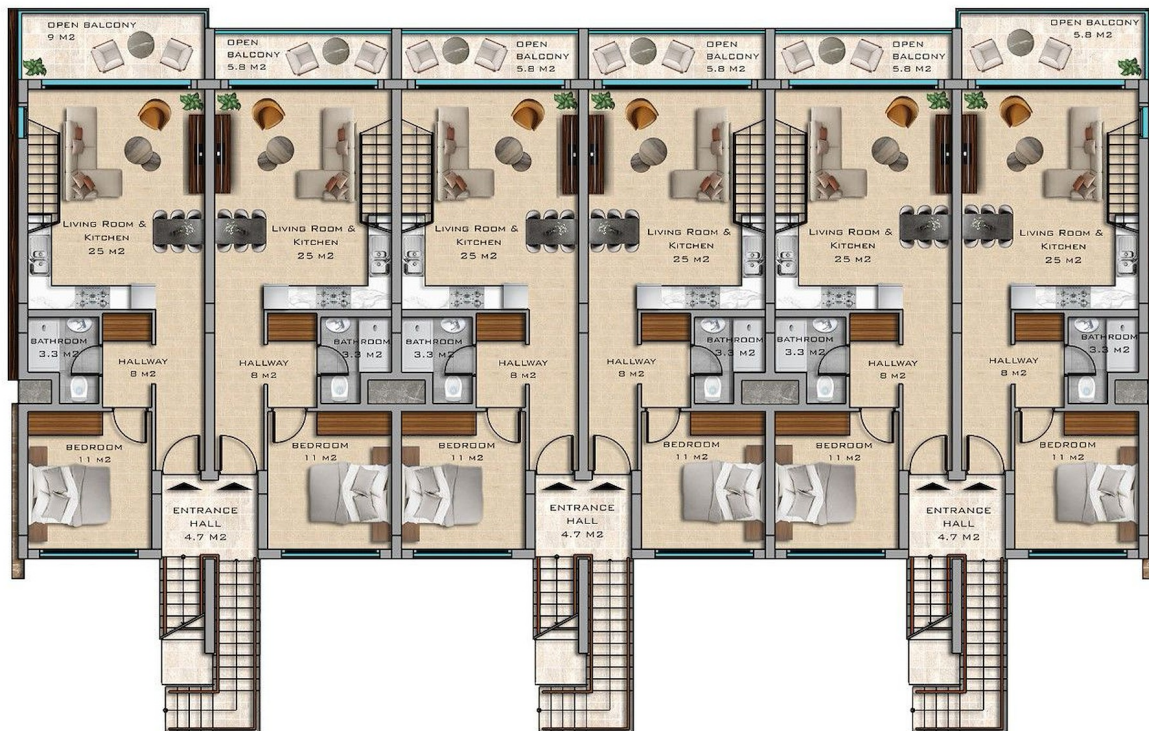 OPEN BALCONY
9 M2
OPEN
BALCONY
5.8 M2
OPEN
BALCONY
5.8 M2
OPEN
BALCONY
5.8 M2
OPEN
BALCONY
5.8 M2
OPEN BALCONY
5.8 M2
LIVING ROOM &
KITCHEN
25 M2
LIVING ROOM &
KITCHEN
25 M2
LIVING ROOM &
KITCHEN
25 M2
LIVING ROOM &
KITCHEN
25 M2
LIVING ROOM &
KITCHEN
25 M2
LIVING ROOM &
KITCHEN
25 M2
BATHROOM
3.3 M2
HALLWAY
8 M2
HALLWAY
8 M2
BATHROOM
3.3 M2
BATHROOM
3.3 M2
HALLWAY
8 M2
HALLWAY
8 M2
BATHROOM
3.3 M2
BATHROOM
3.3 M2
HALLWAY
8 M2
HALLWAY
8 M2
BATHROOM
3.3 M2
BEDROOM
11 M2
BEDROOM
11 M2
BEDROOM
11 M2
BEDROOM
11 M2
BEDROOM
11 M2
BEDROOM
11 M2
ENTRANCE
HALL
4.7 M2
ENTRANCE
HALL
4.7 M2
ENTRANCE
HALL
4.7 M2